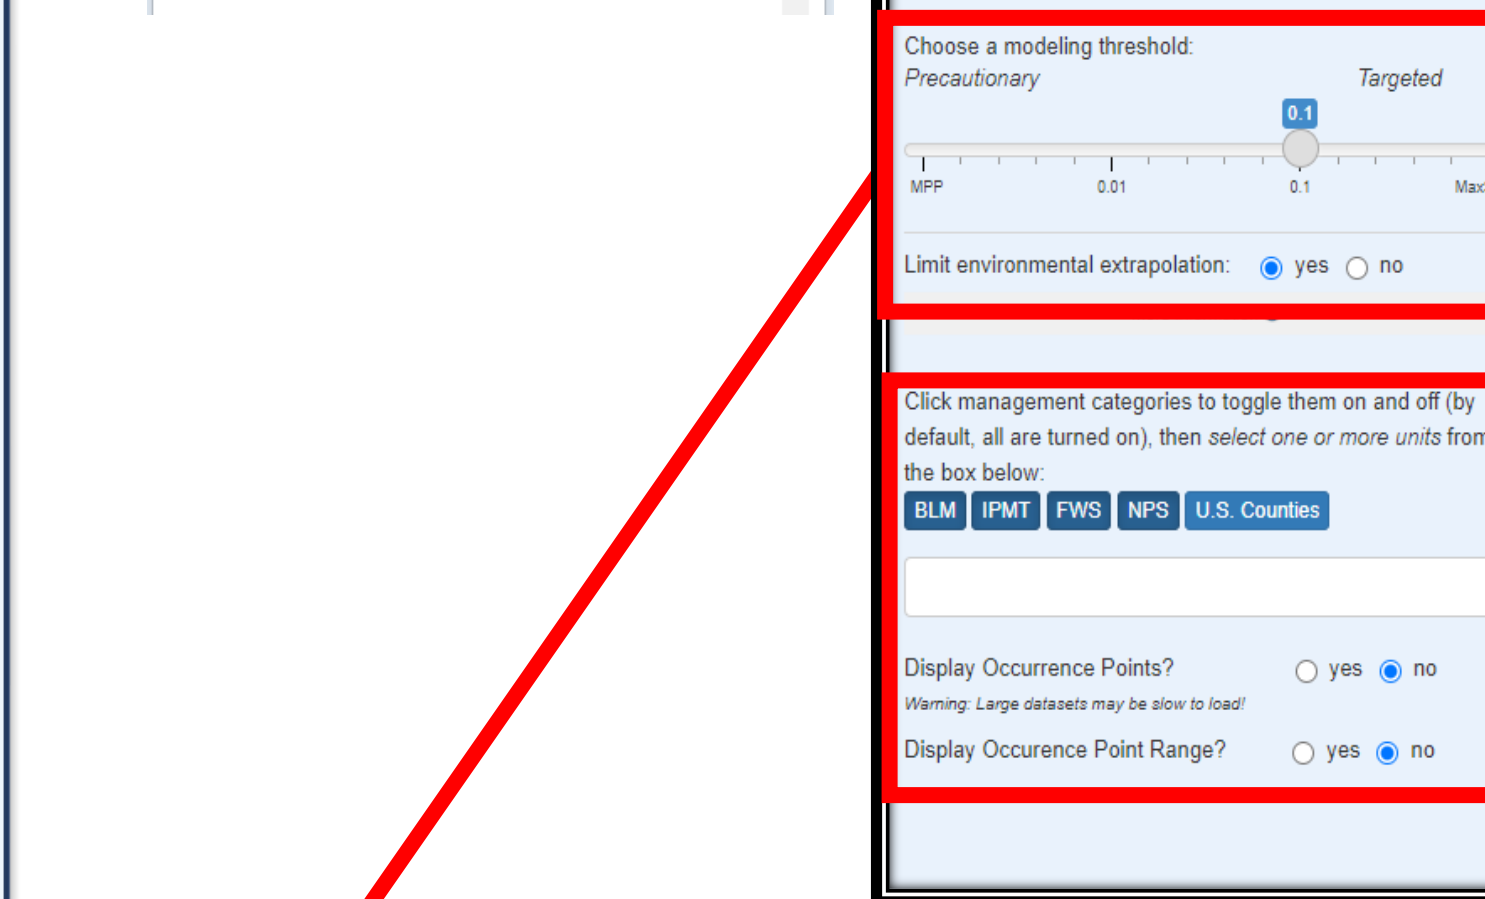 Choose a modeling threshold:
Precautionary Targeted
0.1
MPP 0.01 0.1 Max
Limit environmental extrapolation: yes no
Click management categories to toggle them on and off (by
default, all are turned on), then select one or more units from
the box below:
BLM IPMT FWS NPS U.S. Counties
Display Occurrence Points? yes no
Warning: Large datasets may be slow to load!
Display Occurence Point Range? yes no